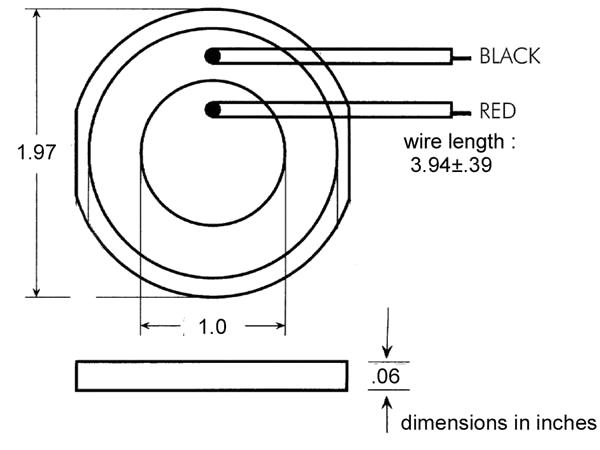 BLACK
RED
wire length :
3.94±.39
1.97
1.0
.06
dimensions in inches